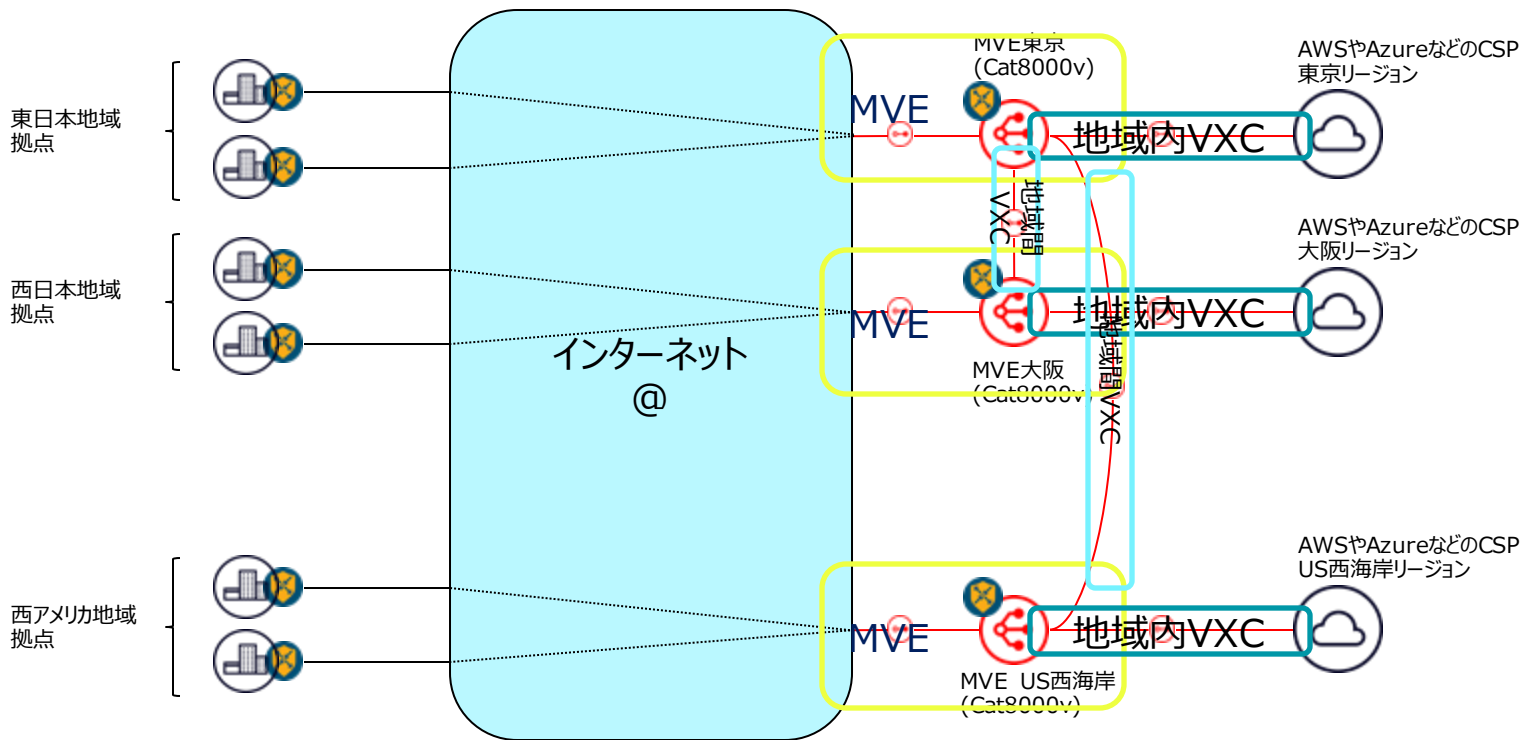 MVE東京
(Cat8000v)
AWSやAzureなどのCSP
東京リージョン
東日本地域
拠点
MVE
地域内VXC
地域間
VXC
AWSやAzureなどのCSP
大阪リージョン
西日本地域
拠点
MVE
地域内VXC
地域間VXC
インターネット
@
MVE大阪
(Cat8000v)
AWSやAzureなどのCSP
US西海岸リージョン
西アメリカ地域
拠点
MVE
地域内VXC
MVE US西海岸
(Cat8000v)